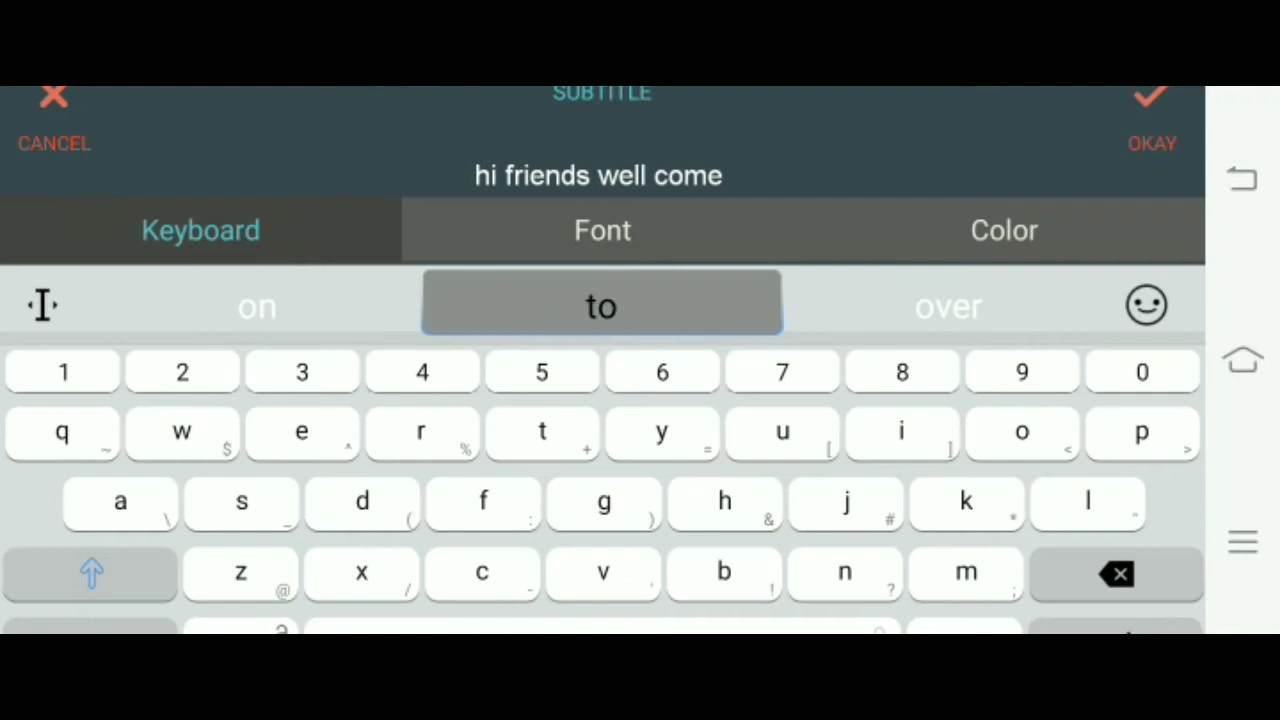 SUBTITLE
CANCEL
OKAY
hi friends well come
Keyboard Font Color
on to over
1 2 3 4 5 6 7 8 9 0
q ~ w $ e ^ r % t + y = u [ i ] o < p >
a \ s _ d ( f : g ) h & j # k * l "
z @ x / c - v ' b ! n ? m ;